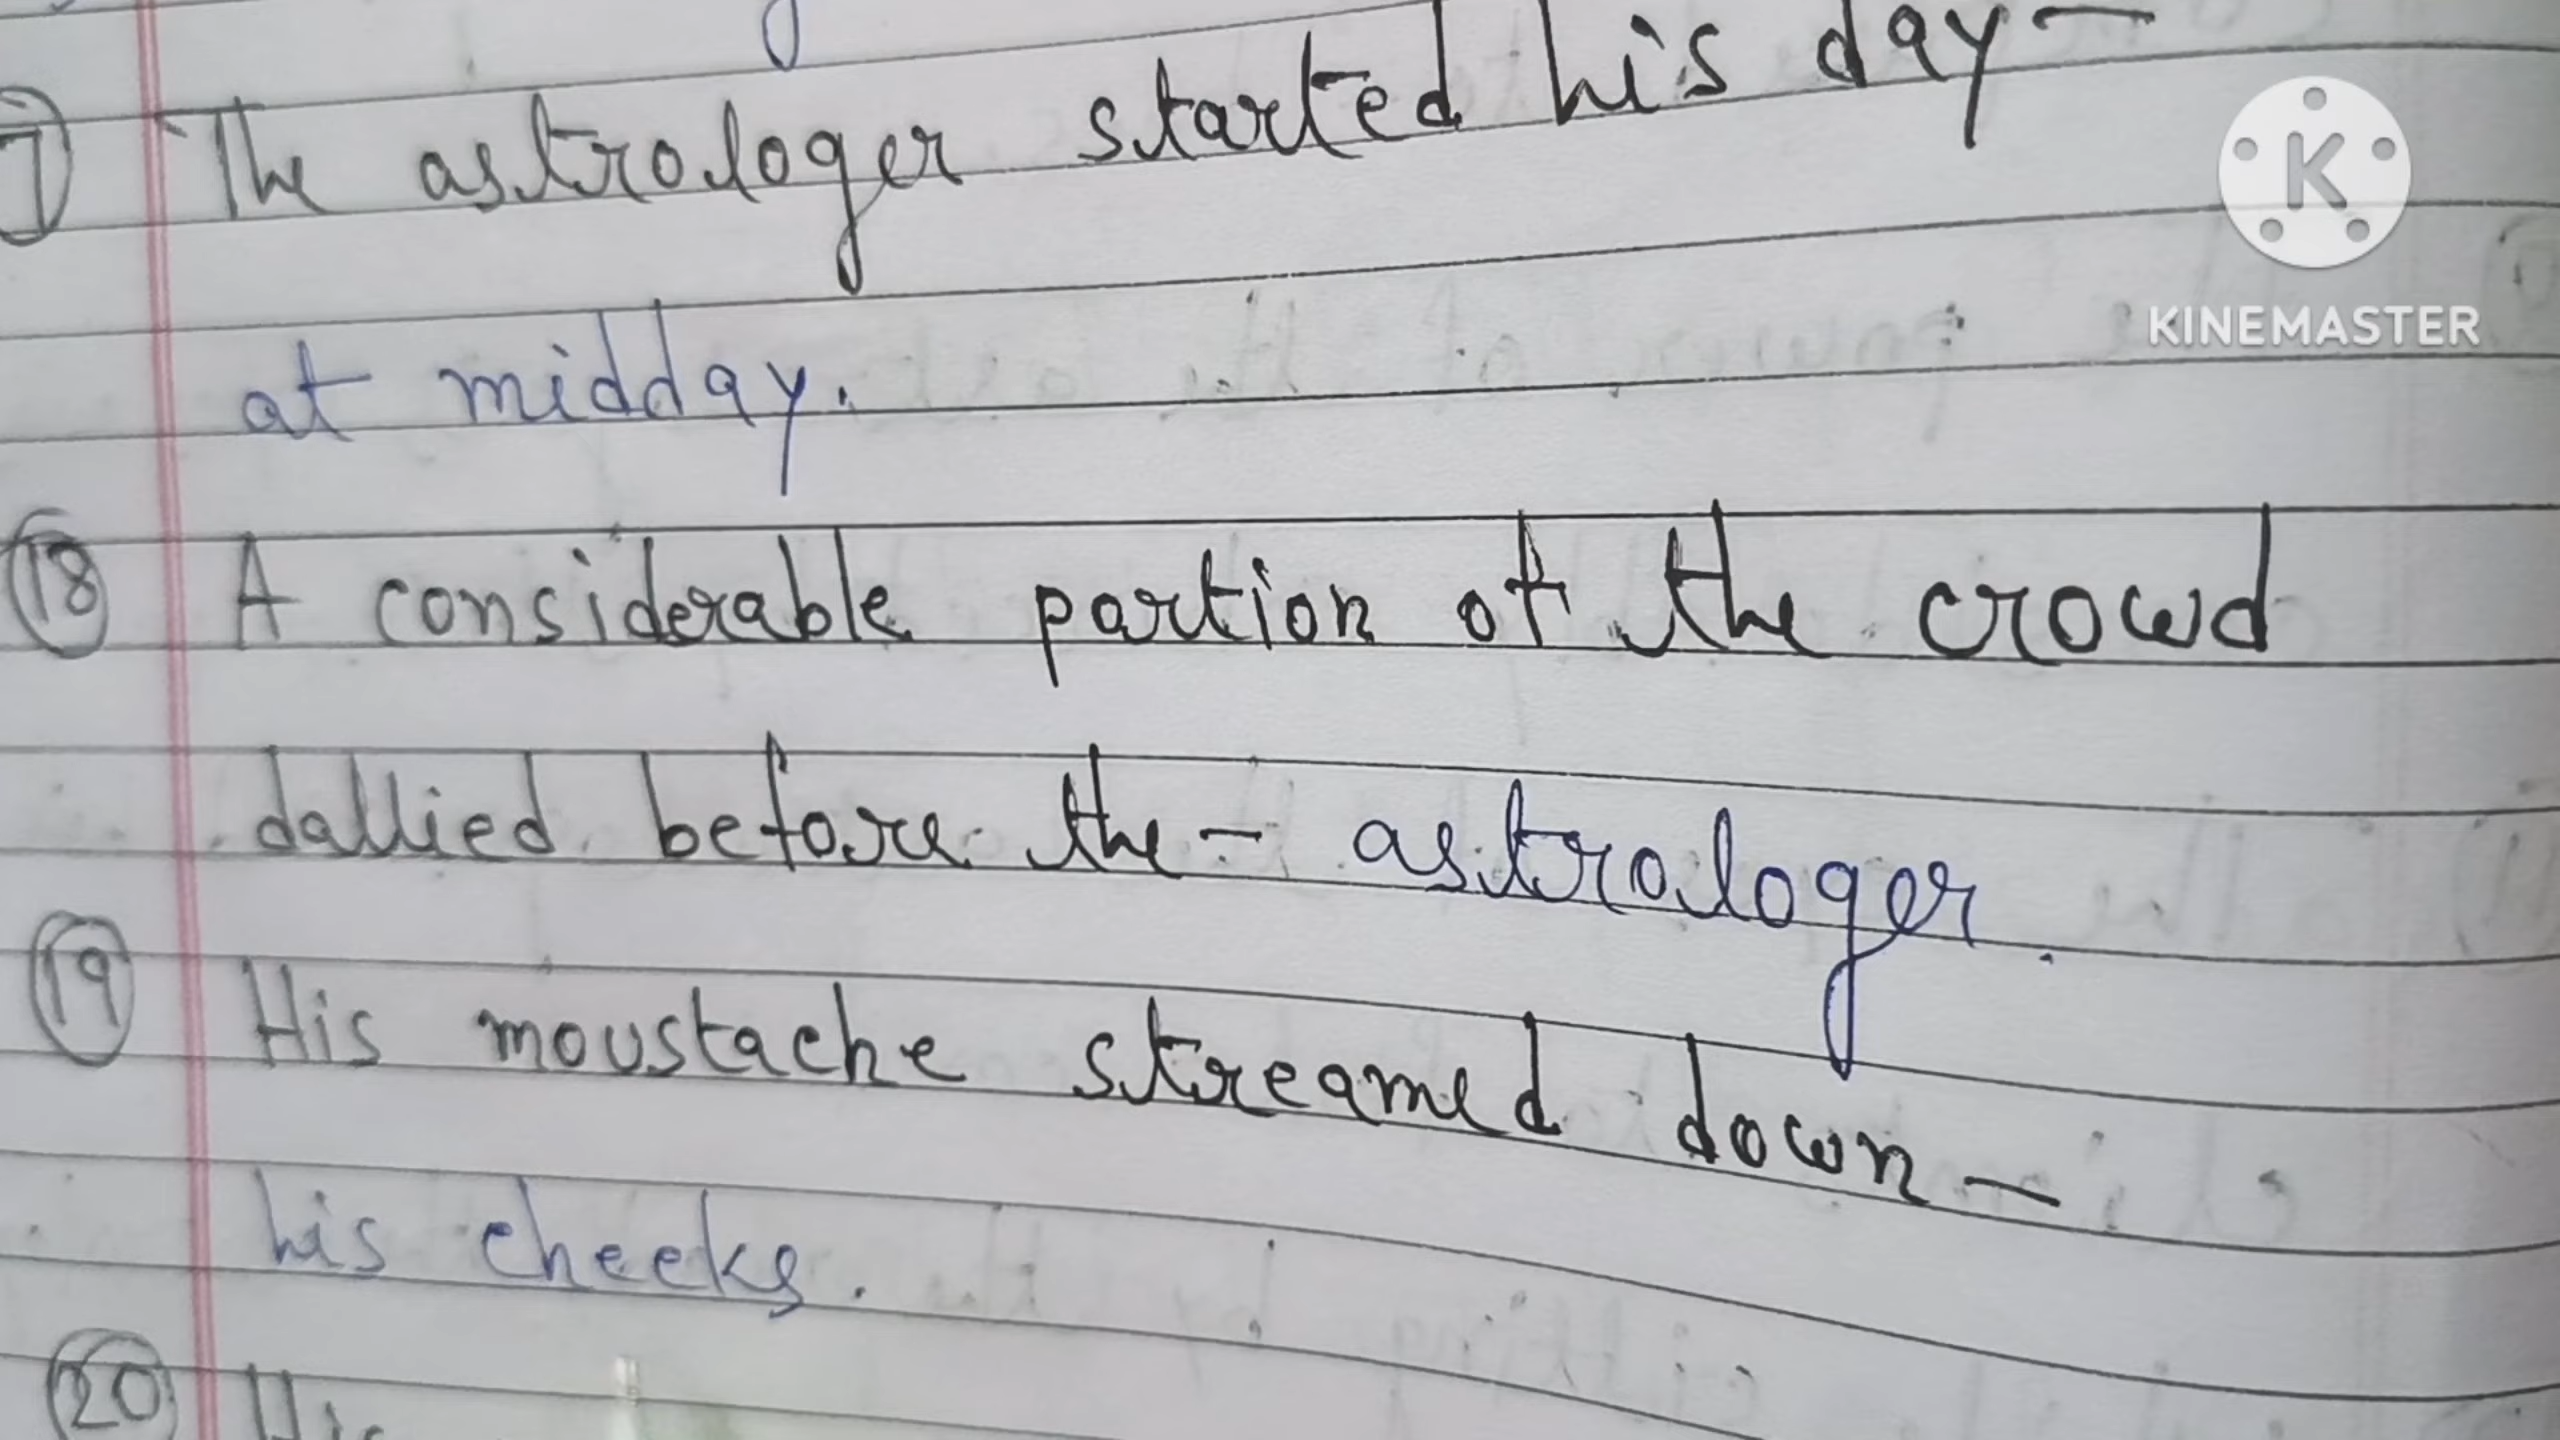 The astrologer started his day-
at midday.
18 A considerable portion of the crowd
dallied before the - astrologer.
19 His moustache streamed down-
his cheeks.
20 His
K
KINEMASTER